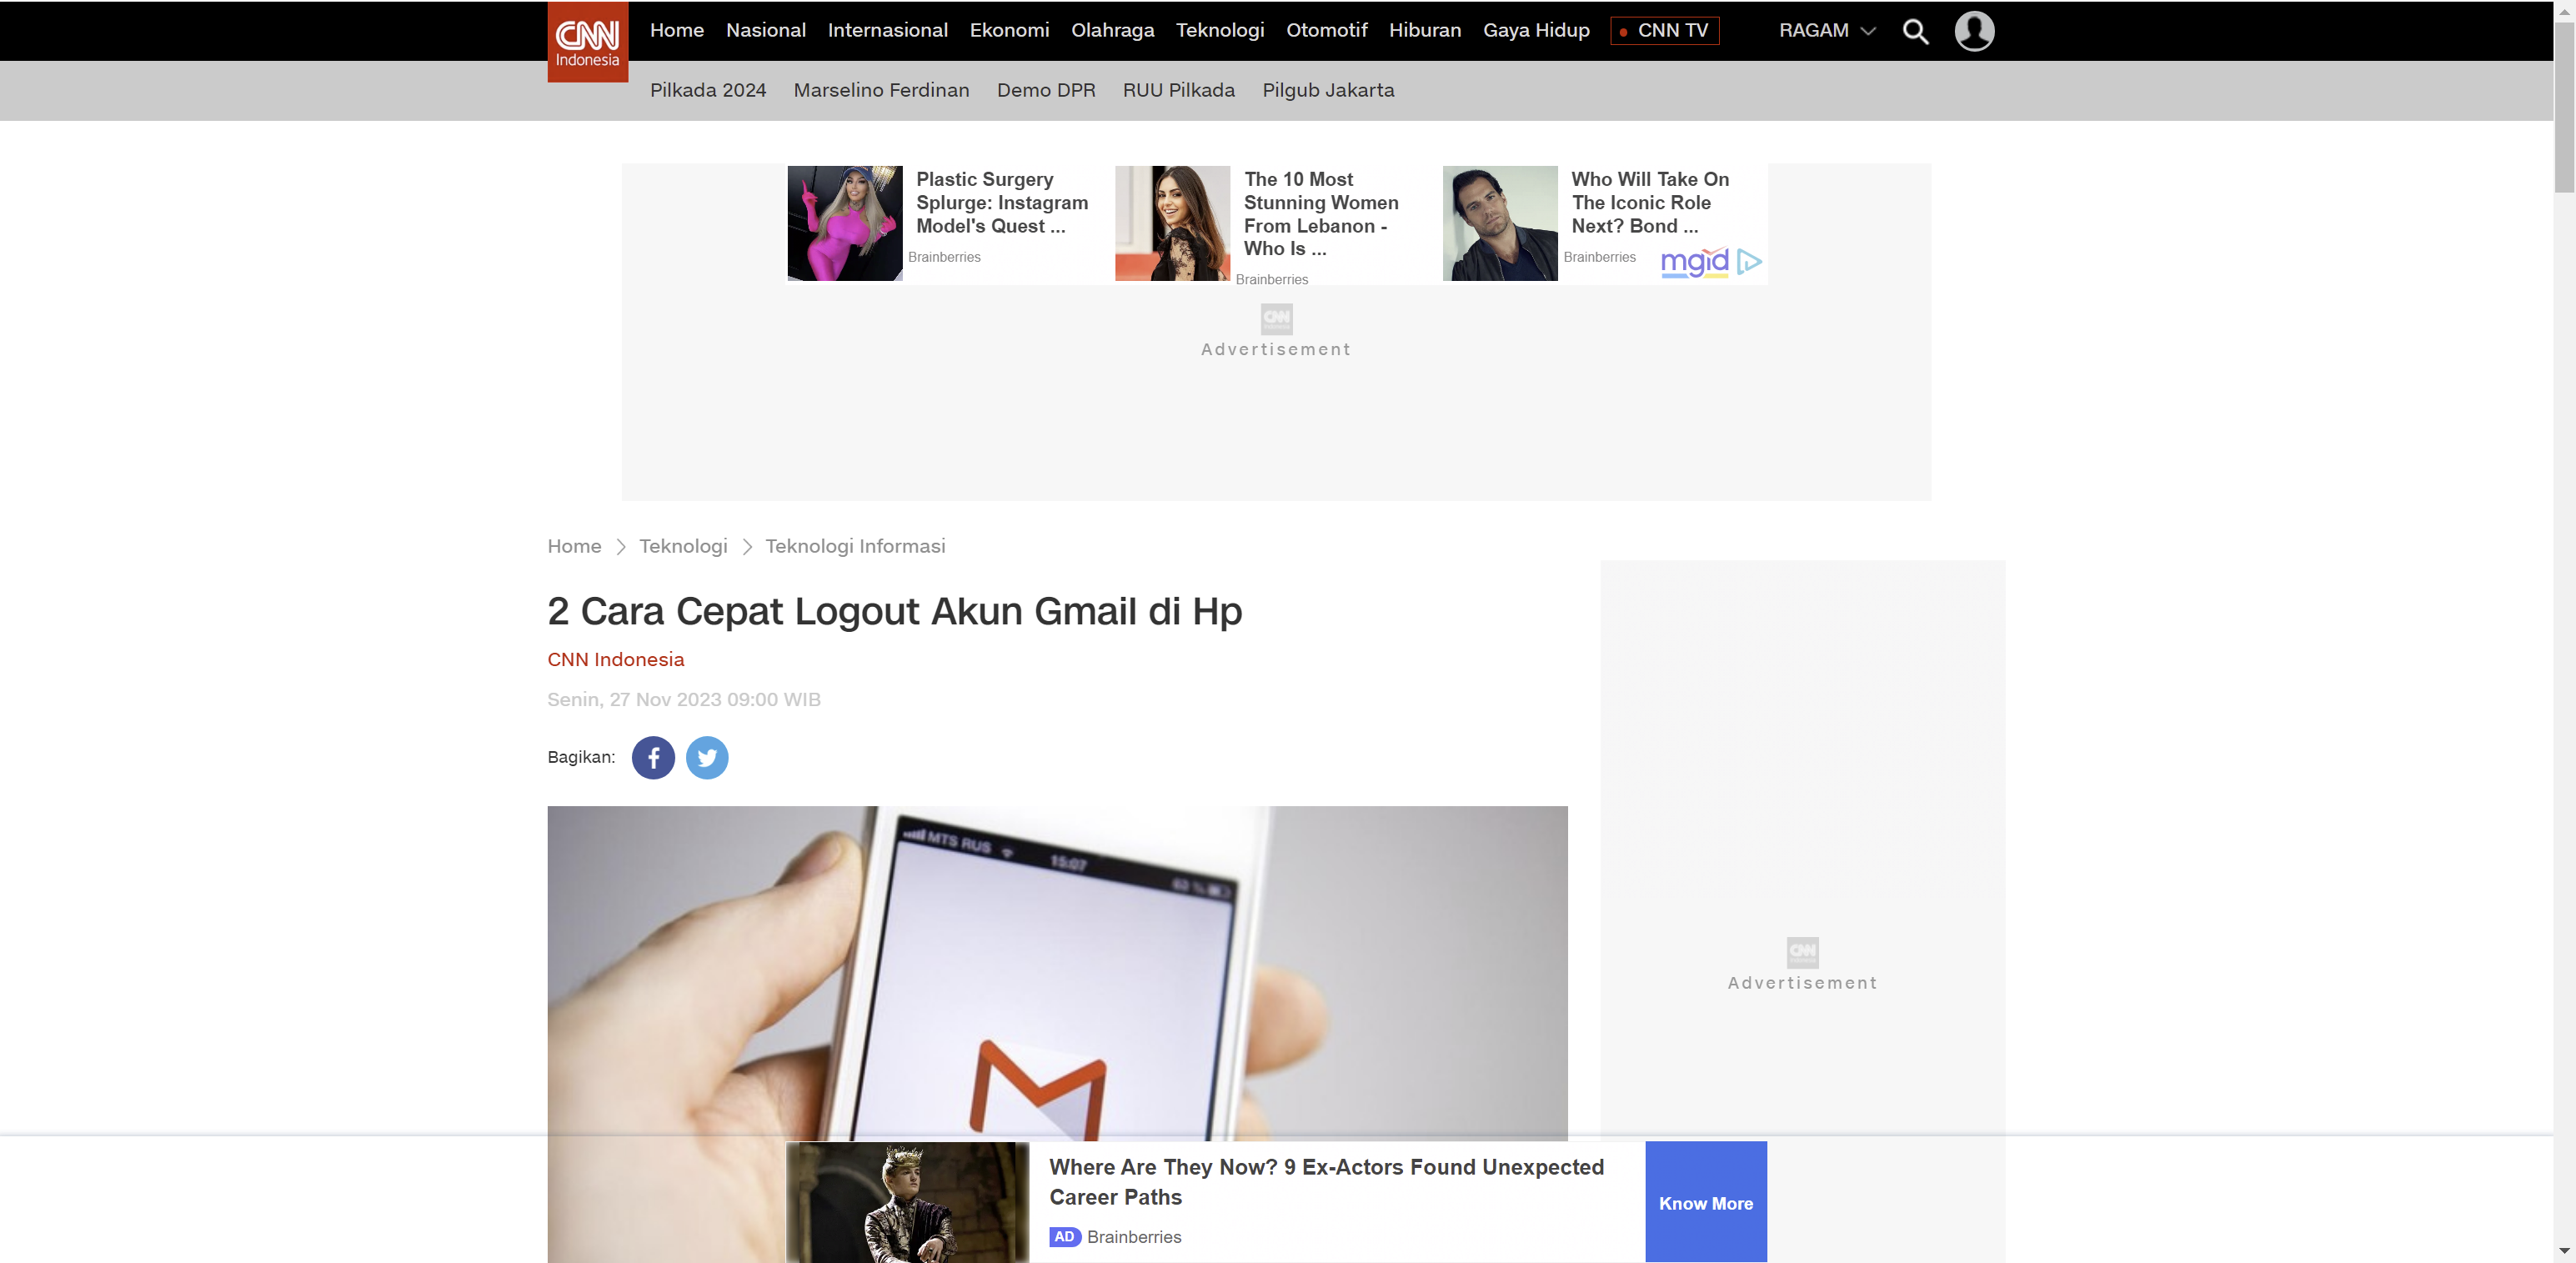 CNN
Indonesia
Home Nasional Internasional Ekonomi Olahraga Teknologi Otomotif Hiburan Gaya Hidup CNN TV RAGAM
Pilkada 2024 Marselino Ferdinan Demo DPR RUU Pilkada Pilgub Jakarta
Plastic Surgery
Splurge: Instagram
Model's Quest ...
Brainberries
The 10 Most
Stunning Women
From Lebanon -
Who Is ...
Brainberries
Who Will Take On
The Iconic Role
Next? Bond ...
Brainberries
mgid
CNN
Advertisement
Home Teknologi Teknologi Informasi
2 Cara Cepat Logout Akun Gmail di Hp
CNN Indonesia
Senin, 27 Nov 2023 09:00 WIB
Bagikan:
MTS RUS 15:07
CNN
Advertisement
Where Are They Now? 9 Ex-Actors Found Unexpected
Career Paths
AD Brainberries
Know More